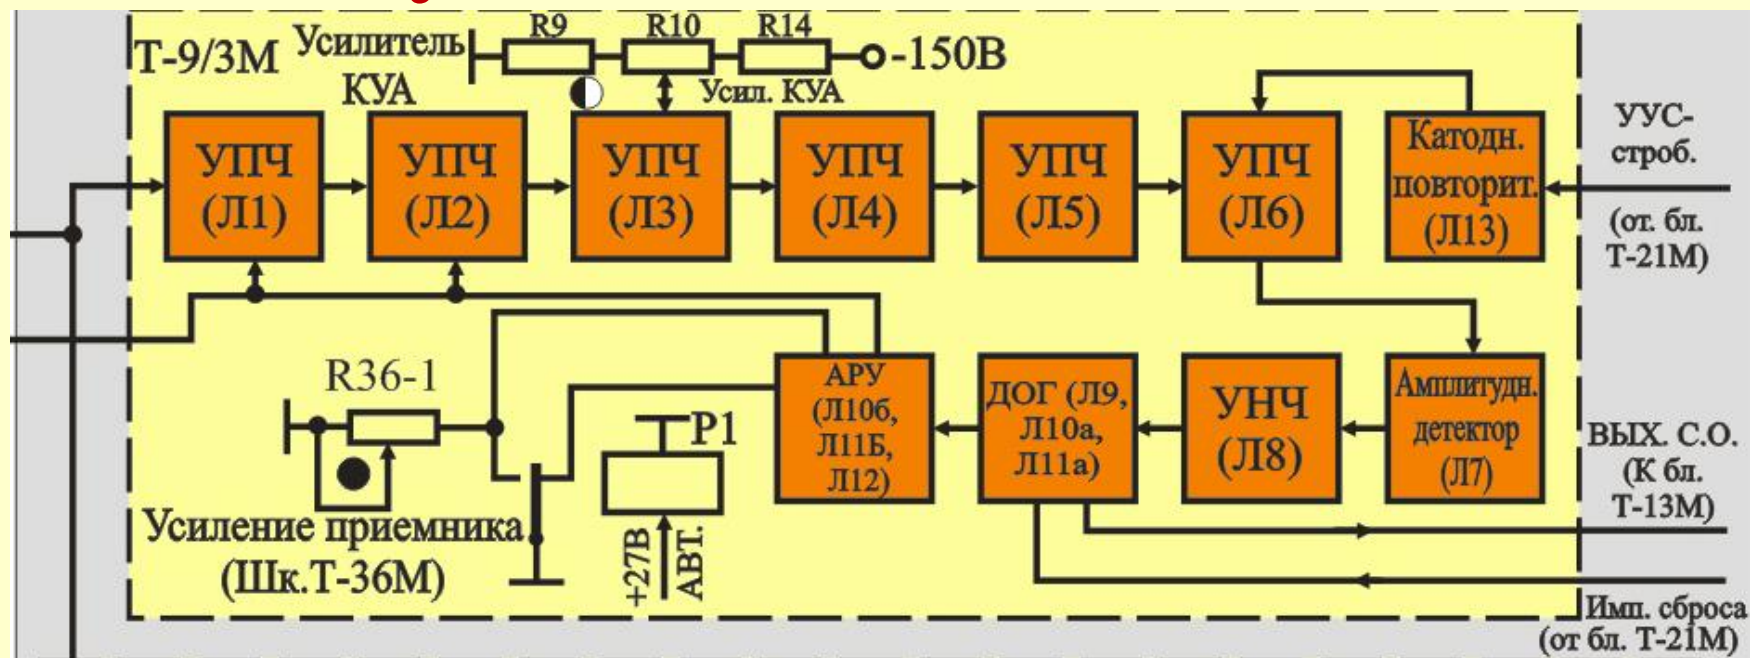 Т-9/3М
Усилитель
КУА
R9
R10
R14
-150В
Усил. КУА
УПЧ
(Л1)
УПЧ
(Л2)
УПЧ
(Л3)
УПЧ
(Л4)
УПЧ
(Л5)
УПЧ
(Л6)
Катодн.
повторит.
(Л13)
УУС-
строб.
(от. бл.
Т-21М)
R36-1
Усиление приемника
(Шк.Т-36М)
Р1
+27В
АВТ.
АРУ
(Л10б,
Л11Б,
Л12)
ДОГ (Л9,
Л10а,
Л11а)
УНЧ
(Л8)
Амплитудн.
детектор
(Л7)
ВЫХ. С.О.
(К бл.
Т-13М)
Имп. сброса
(от бл. Т-21М)